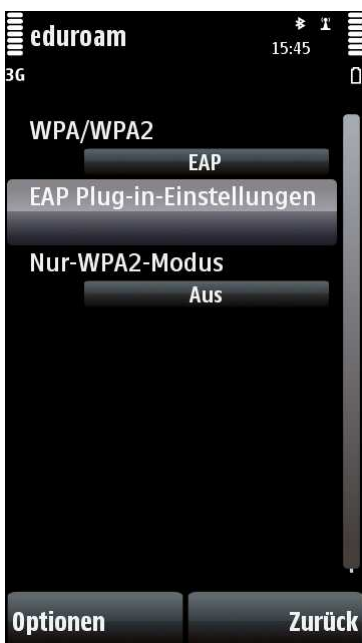 eduroam
15:45
3G
WPA/WPA2
EAP
EAP Plug-in-Einstellungen
Nur-WPA2-Modus
Aus
Optionen
Zurück